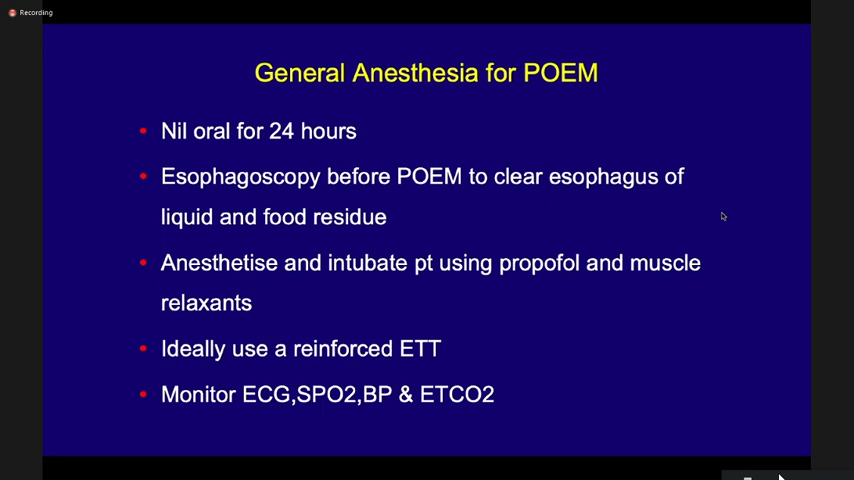 Recording
General Anesthesia for POEM
• Nil oral for 24 hours
• Esophagoscopy before POEM to clear esophagus of
liquid and food residue
• Anesthetise and intubate pt using propofol and muscle
relaxants
• Ideally use a reinforced ETT
• Monitor ECG,SPO2,BP & ETCO2